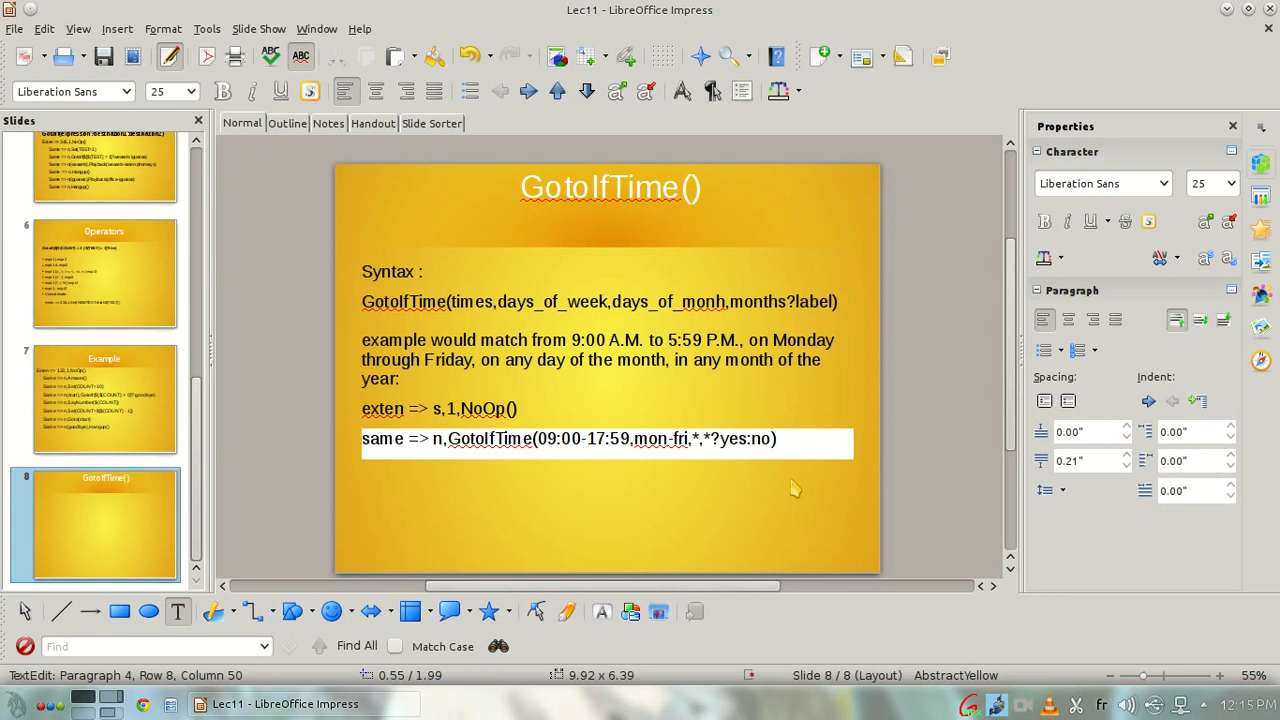 Lec11 - LibreOffice Impress
File Edit View Insert Format Tools Slide Show Window Help
Liberation Sans 25
Slides
Normal Outline Notes Handout Slide Sorter
Properties
Character
Liberation Sans 25
Paragraph
Spacing: Indent:
0.00" 0.00"
0.21" 0.00"
0.00"
6
Operators
7
Example
8
GotoIfTime()
GotoIfTime()
Syntax :
GotoIfTime(times,days_of_week,days_of_monh,months?label)
example would match from 9:00 A.M. to 5:59 P.M., on Monday
through Friday, on any day of the month, in any month of the
year:
exten => s,1,NoOp()
same => n,GotoIfTime(09:00-17:59,mon-fri,*,*?yes:no)
Find Find All Match Case
TextEdit: Paragraph 4, Row 8, Column 50 0.55 / 1.99 9.92 x 6.39 Slide 8 / 8 (Layout) AbstractYellow 55%
Lec11 - LibreOffice Impress fr 12:15 PM